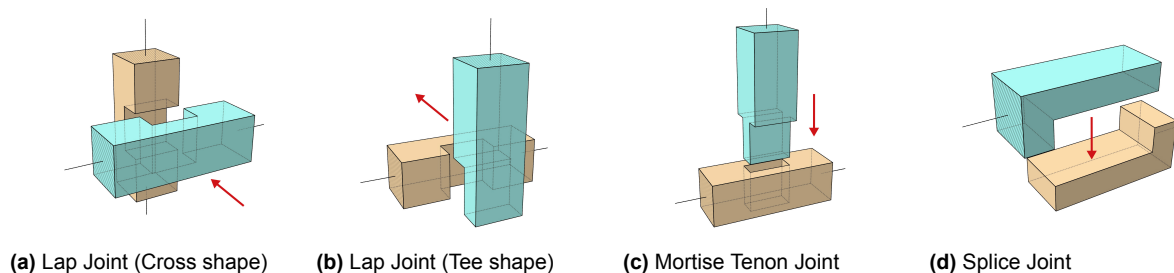 (a) Lap Joint (Cross shape)
(b) Lap Joint (Tee shape)
(c) Mortise Tenon Joint
(d) Splice Joint